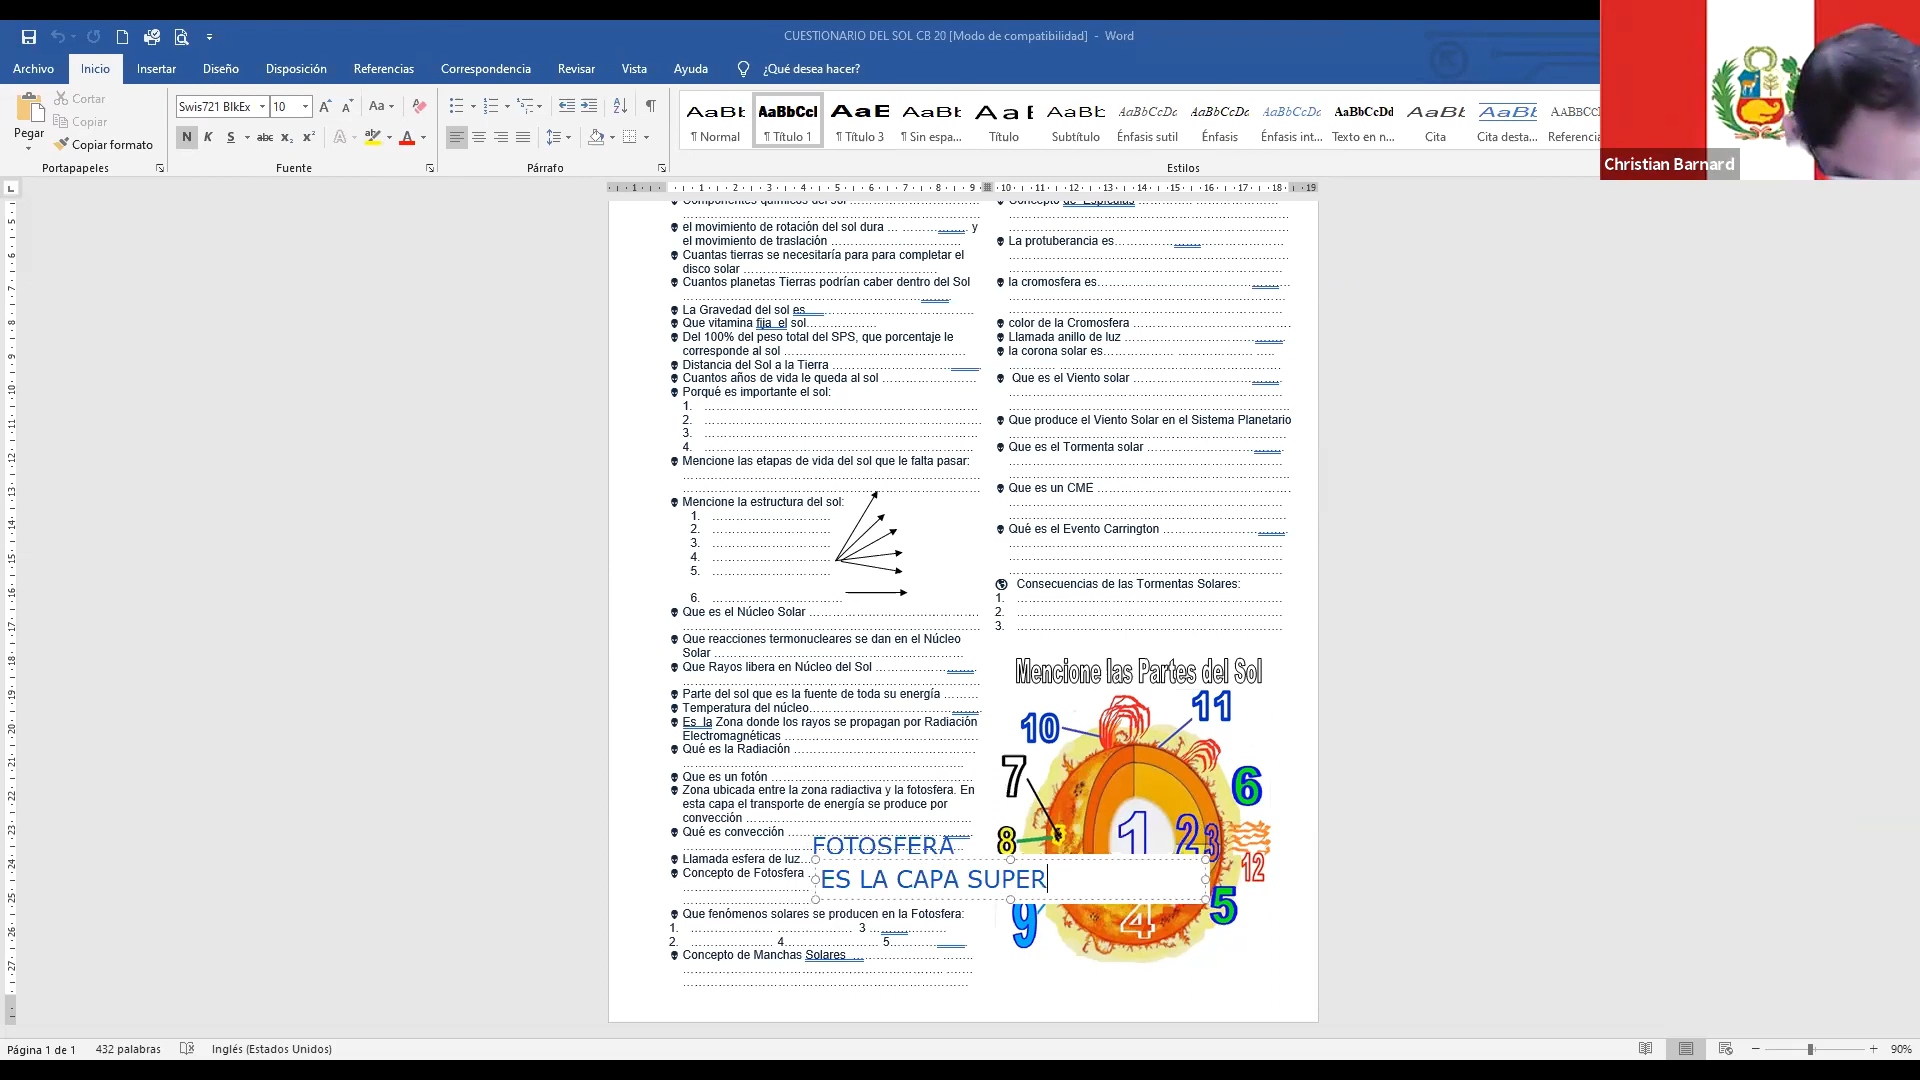 CUESTIONARIO DEL SOL CB 20 [Modo de compatibilidad] - Word
Archivo Inicio Insertar Diseño Disposición Referencias Correspondencia Revisar Vista Ayuda ¿Qué desea hacer?
Pegar
Cortar
Copiar
Copiar formato
Portapapeles
Swis721 BlkEx 10
Fuente
Párrafo
AaBb AaBbCcI AaB AaBb AaB AaBb AaBbCcDc AaBbCcDc AaBbCcDc AaBbCcDd AaBb AaBb AaBbCC
¶ Normal ¶ Título 1 ¶ Título 3 ¶ Sin espa... Título Subtítulo Énfasis sutil Énfasis Énfasis int... Texto en n... Cita Cita desta... Referencia
Estilos
Christian Barnard
Componentes químicos del sol
el movimiento de rotación del sol dura ... ........... y
el movimiento de traslación ..........
Cuantas tierras se necesitaría para para completar el
disco solar ..........
Cuantos planetas Tierras podrían caber dentro del Sol
La Gravedad del sol es..........
Que vitamina fija el sol..........
Del 100% del peso total del SPS, que porcentaje le
corresponde al sol ..........
Distancia del Sol a la Tierra ..........
Cuantos años de vida le queda al sol ..........
Porqué es importante el sol:
1. ..........
2. ..........
3. ..........
4. ..........
Mencione las etapas de vida del sol que le falta pasar:
Mencione la estructura del sol:
1. ..........
2. ..........
3. ..........
4. ..........
5. ..........
6. ..........
Que es el Núcleo Solar ..........
Que reacciones termonucleares se dan en el Núcleo
Solar ..........
Que Rayos libera en Núcleo del Sol ..........
Parte del sol que es la fuente de toda su energía .........
Temperatura del núcleo..........
Es la Zona donde los rayos se propagan por Radiación
Electromagnéticas ..........
Qué es la Radiación ..........
Que es un fotón ..........
Zona ubicada entre la zona radiactiva y la fotosfera. En
esta capa el transporte de energía se produce por
convección ..........
Qué es convección ..........
FOTOSFERA
Llamada esfera de luz...
Concepto de Fotosfera ..
ES LA CAPA SUPER
Que fenómenos solares se producen en la Fotosfera:
1. .......... 3 ..........
2. .......... 4.......... 5..........
Concepto de Manchas Solares ..........
Concepto de Espículas ..........
La protuberancia es..........
la cromosfera es..........
color de la Cromosfera ..........
Llamada anillo de luz ..........
la corona solar es..........
Que es el Viento solar ..........
Que produce el Viento Solar en el Sistema Planetario
Que es el Tormenta solar ..........
Que es un CME ..........
Qué es el Evento Carrington ..........
Consecuencias de las Tormentas Solares:
1. ..........
2. ..........
3. ..........
Mencione las Partes del Sol
10 11
7 6
8 1 2 3
12
9 4 5
Página 1 de 1 432 palabras Inglés (Estados Unidos) 90%